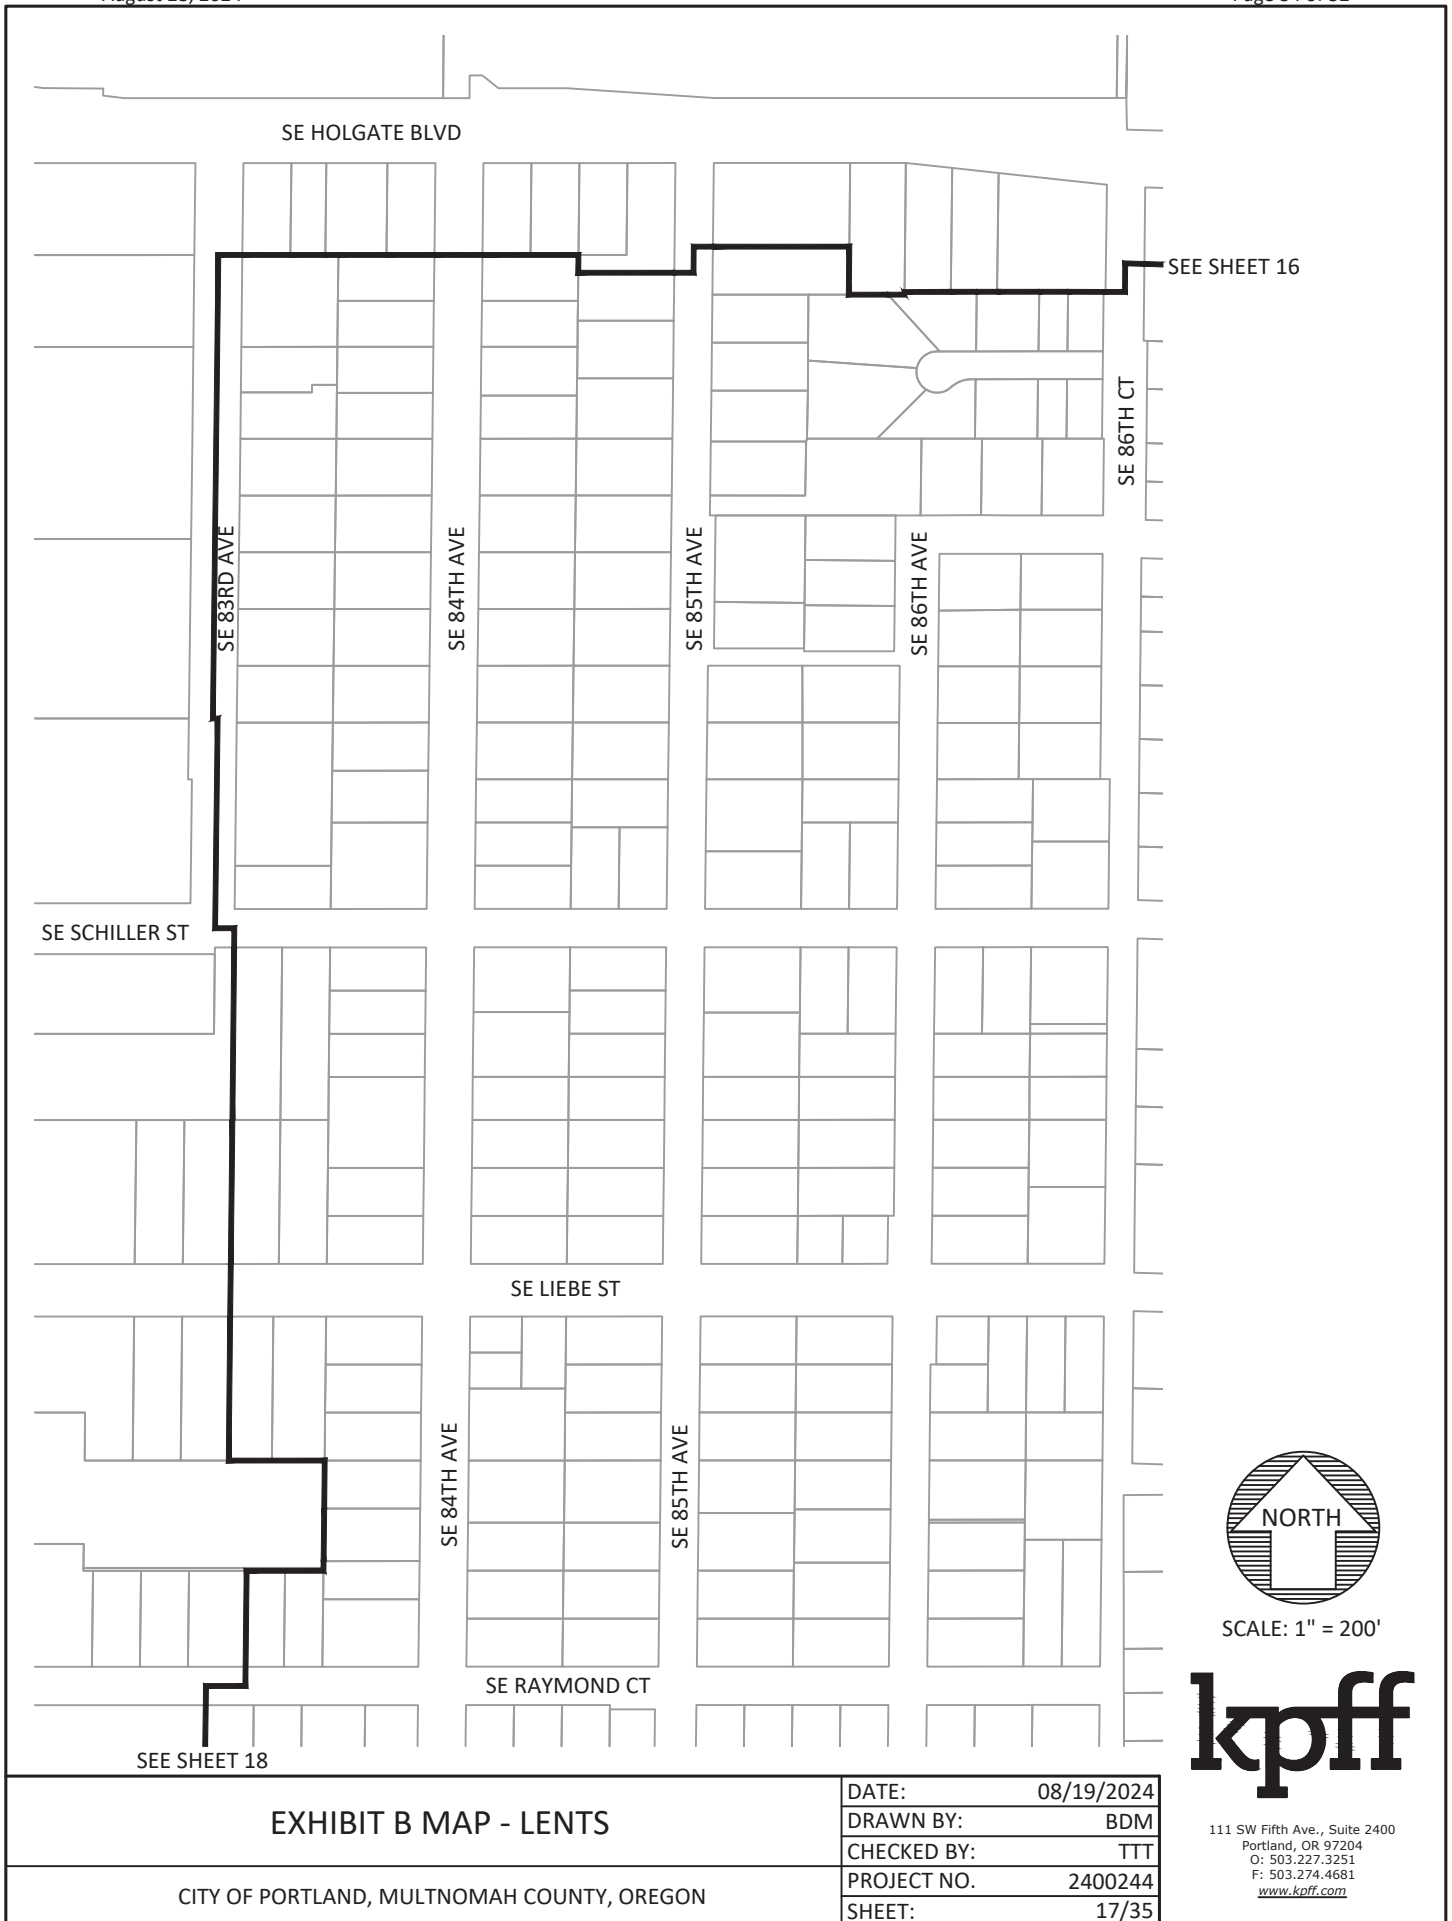 SE HOLGATE BLVD
SEE SHEET 16
SE 86TH CT
SE 83RD AVE
SE 84TH AVE
SE 85TH AVE
SE 86TH AVE
SE SCHILLER ST
SE LIEBE ST
SE 84TH AVE
SE 85TH AVE
NORTH
SCALE: 1" = 200'
SE RAYMOND CT
SEE SHEET 18
kpff
111 SW Fifth Ave., Suite 2400
Portland, OR 97204
O: 503.227.3251
F: 503.274.4681
www.kpff.com
EXHIBIT B MAP - LENTS
CITY OF PORTLAND, MULTNOMAH COUNTY, OREGON
DATE: 08/19/2024
DRAWN BY: BDM
CHECKED BY: TTT
PROJECT NO. 2400244
SHEET: 17/35